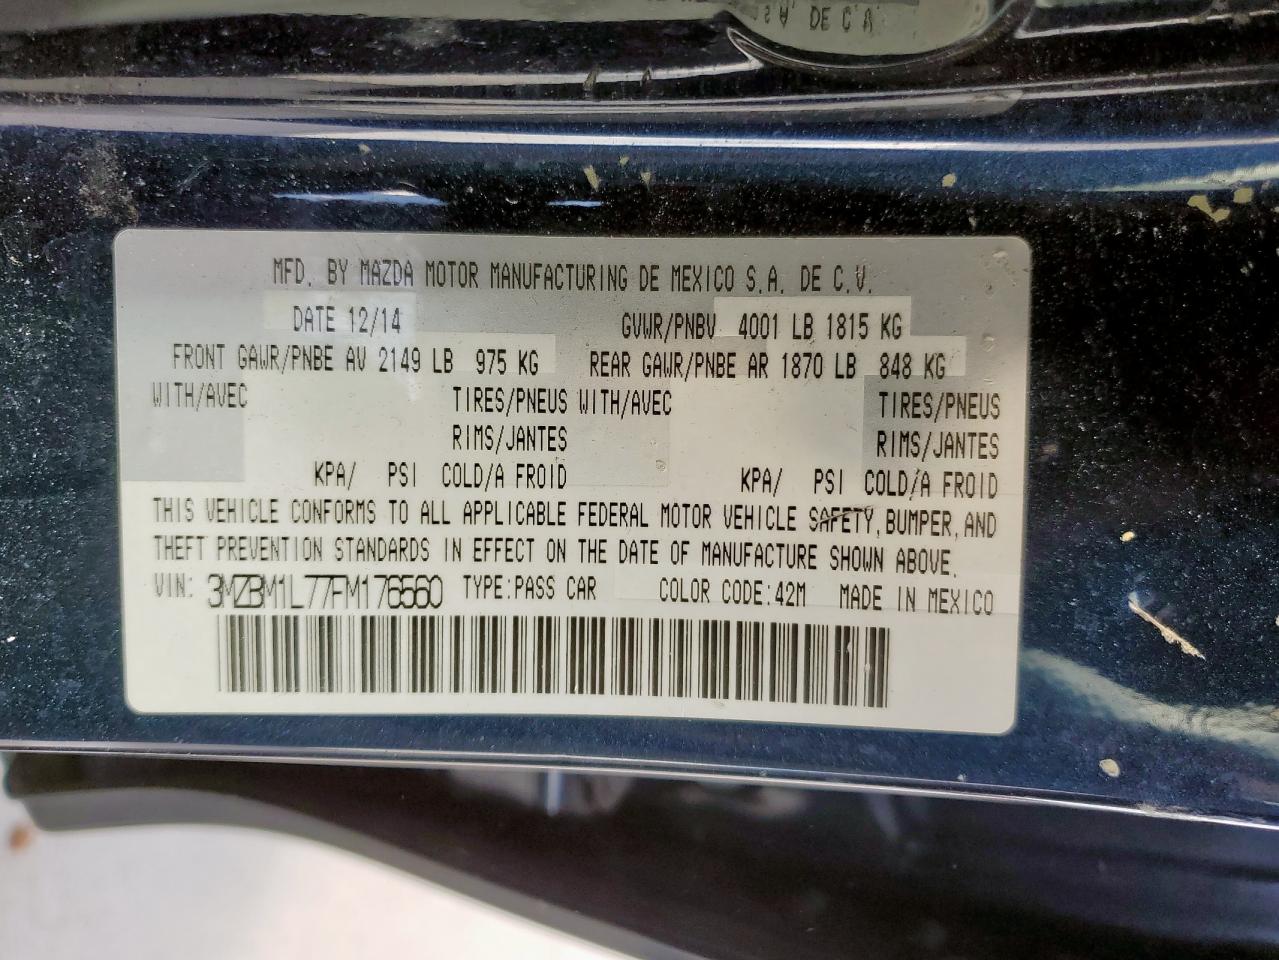 MFD. BY MAZDA MOTOR MANUFACTURING DE MEXICO S.A. DE C.V.
DATE 12/14 GVWR/PNBV 4001 LB 1815 KG
FRONT GAWR/PNBE AV 2149 LB 975 KG REAR GAWR/PNBE AR 1870 LB 848 KG
WITH/AVEC TIRES/PNEUS WITH/AVEC TIRES/PNEUS
RIMS/JANTES RIMS/JANTES
KPA/ PSI COLD/A FROID KPA/ PSI COLD/A FROID
THIS VEHICLE CONFORMS TO ALL APPLICABLE FEDERAL MOTOR VEHICLE SAFETY, BUMPER, AND
THEFT PREVENTION STANDARDS IN EFFECT ON THE DATE OF MANUFACTURE SHOWN ABOVE.
VIN: 3MZBM1L77FM176560 TYPE: PASS CAR COLOR CODE: 42M MADE IN MEXICO